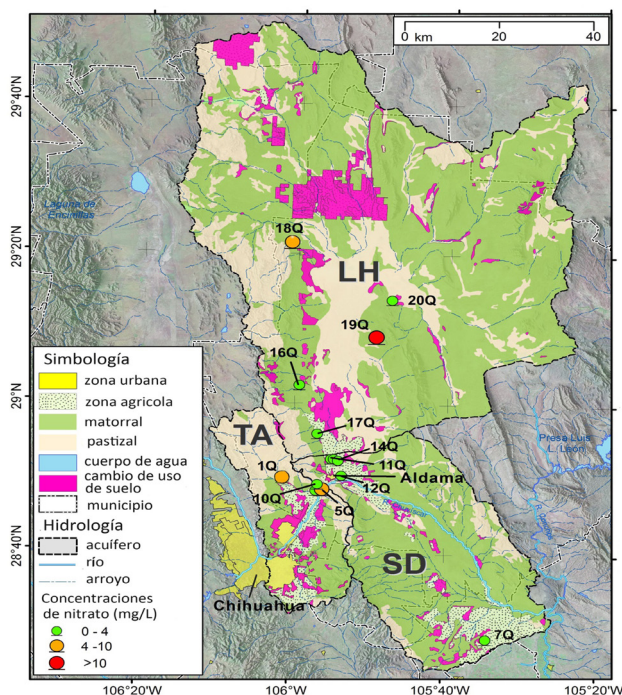 0 20 40
km
29°40'N
29°20'N
29°0'N
28°40'N
106°20'W
106°0'W
105°40'W
105°20'W
Laguna de
Encinillas
18Q
LH
20Q
19Q
16Q
17Q
TA
14Q
1Q
11Q
Aldama
10Q
12Q
5Q
Presa Luis
L. León
SD
7Q
Chihuahua
Simbología
zona urbana
zona agricola
matorral
pastizal
cuerpo de agua
cambio de uso
de suelo
municipio
Hidrología
acuífero
río
arroyo
Concentraciones
de nitrato (mg/L)
0 - 4
4 -10
>10